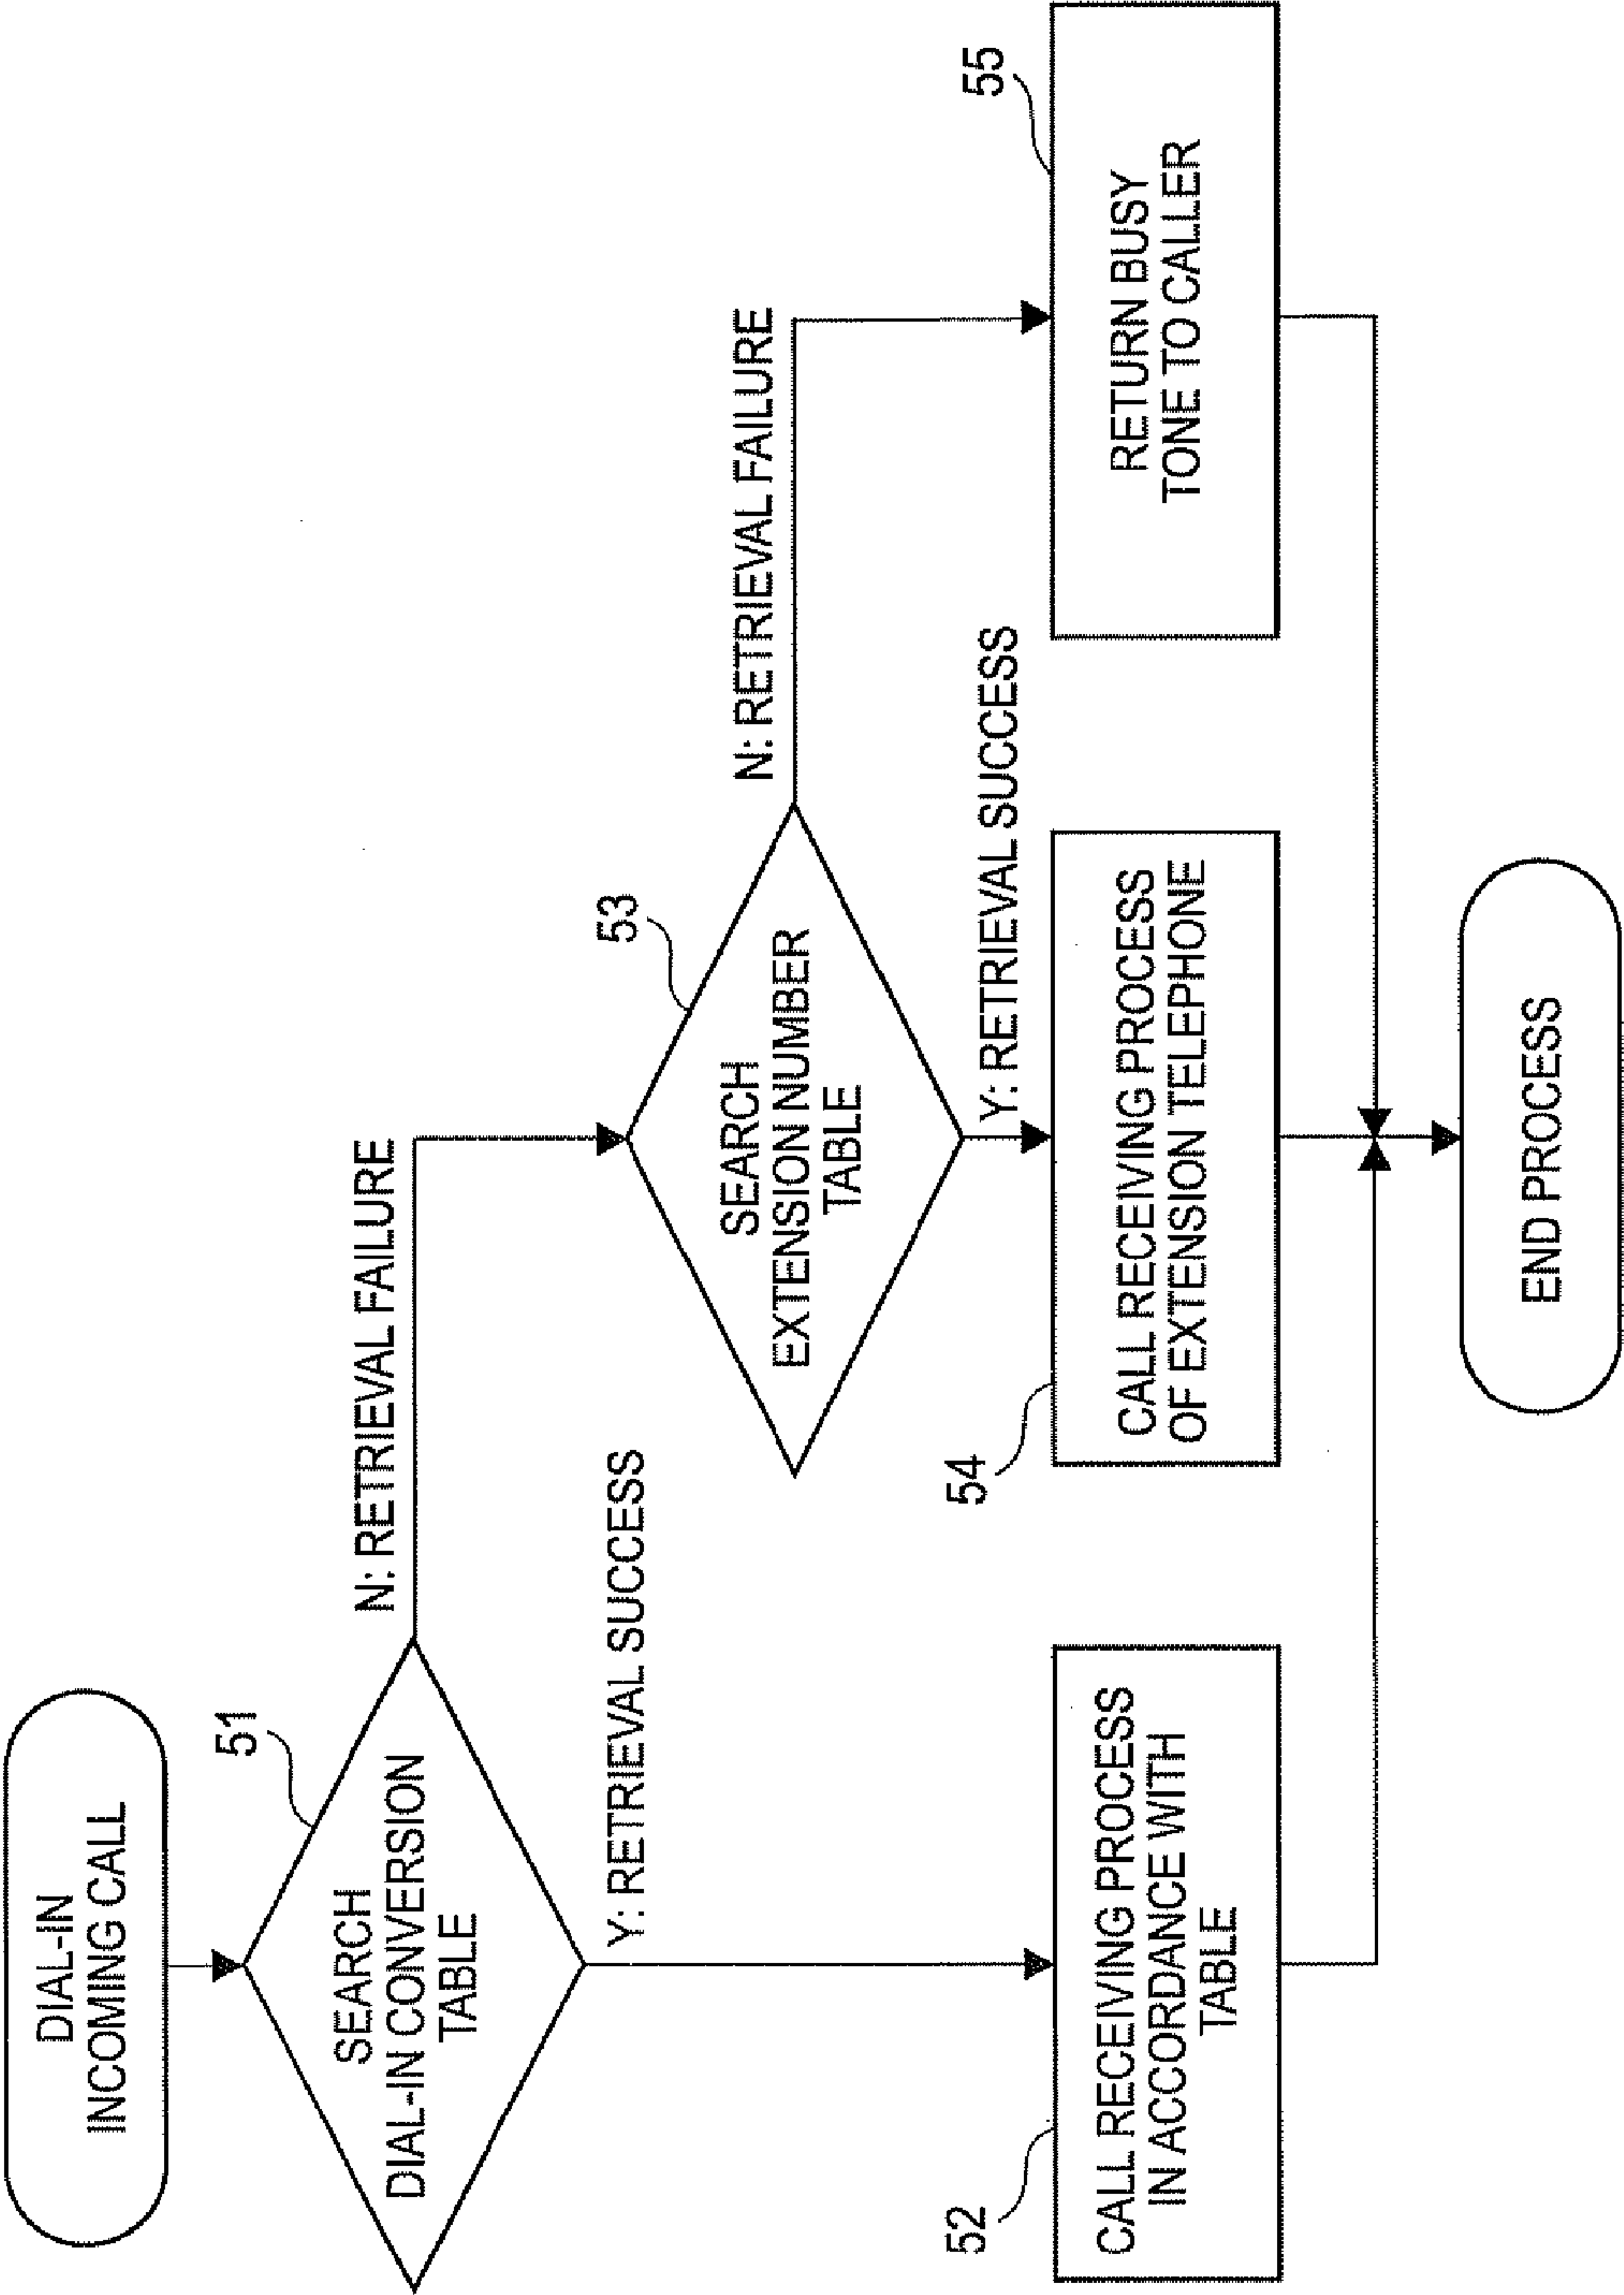 DIAL-IN
INCOMING CALL
51
SEARCH
DIAL-IN CONVERSION
TABLE
N: RETRIEVAL FAILURE
Y: RETRIEVAL SUCCESS
53
SEARCH
EXTENSION NUMBER
TABLE
N: RETRIEVAL FAILURE
Y: RETRIEVAL SUCCESS
52
CALL RECEIVING PROCESS
IN ACCORDANCE WITH
TABLE
54
CALL RECEIVING PROCESS
OF EXTENSION TELEPHONE
55
RETURN BUSY
TONE TO CALLER
END PROCESS